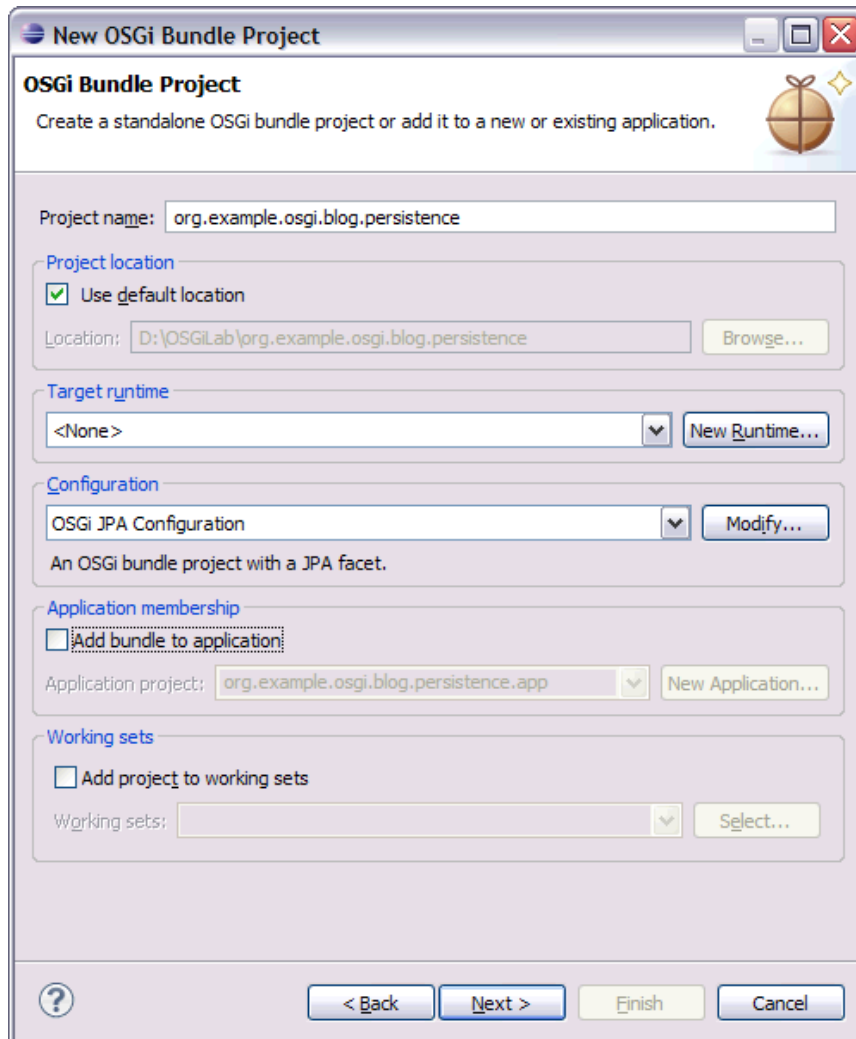 New OSGi Bundle Project
OSGi Bundle Project
Create a standalone OSGi bundle project or add it to a new or existing application.
Project name: org.example.osgi.blog.persistence
Project location
Use default location
Location: D:\OSGiLab\org.example.osgi.blog.persistence Browse...
Target runtime
<None> New Runtime...
Configuration
OSGi JPA Configuration Modify...
An OSGi bundle project with a JPA facet.
Application membership
Add bundle to application
Application project: org.example.osgi.blog.persistence.app New Application...
Working sets
Add project to working sets
Working sets: Select...
? < Back Next > Finish Cancel